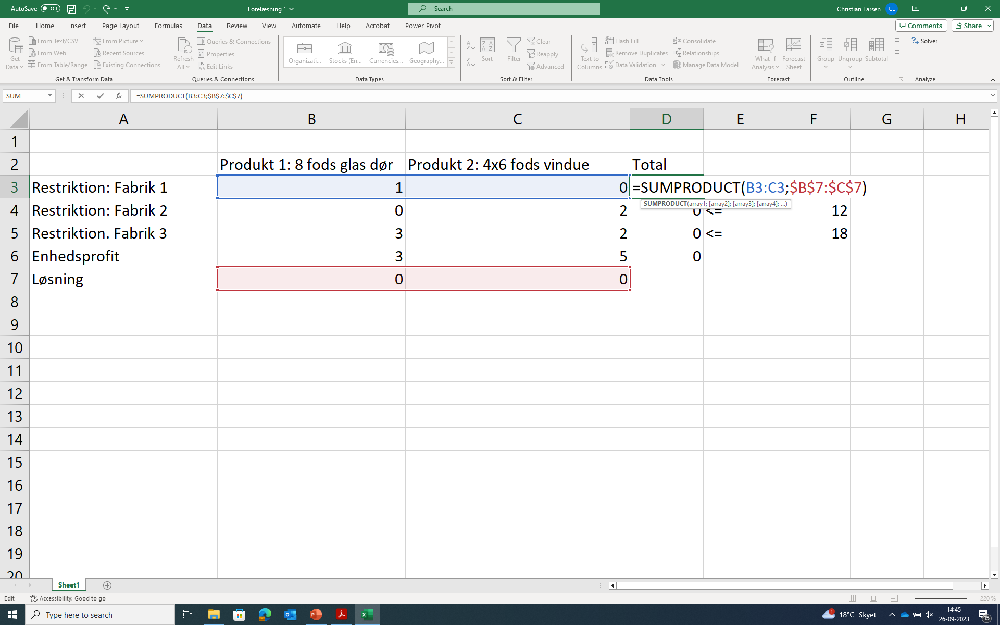 AutoSave Off
Forelæsning 1
Search
Christian Larsen CL
File Home Insert Page Layout Formulas Data Review View Automate Help Acrobat Power Pivot
Comments Share
Get Data
From Text/CSV
From Web
From Table/Range
From Picture
Recent Sources
Existing Connections
Get & Transform Data
Refresh All
Queries & Connections
Properties
Edit Links
Queries & Connections
Organizati...
Stocks (En...
Currencies...
Geography...
Data Types
Sort
Filter
Clear
Reapply
Advanced
Sort & Filter
Text to Columns
Flash Fill
Remove Duplicates
Data Validation
Consolidate
Relationships
Manage Data Model
Data Tools
What-If Analysis
Forecast Sheet
Forecast
Group
Ungroup
Subtotal
Outline
Solver
Analyze
SUM
fx
=SUMPRODUCT(B3:C3;$B$7:$C$7)
A B C D E F G H
1
2 Produkt 1: 8 fods glas dør Produkt 2: 4x6 fods vindue Total
3 Restriktion: Fabrik 1 1 0 =SUMPRODUCT(B3:C3;$B$7:$C$7)
SUMPRODUCT(array1; [array2]; [array3]; [array4]; ...)
4 Restriktion: Fabrik 2 0 2 0 <= 12
5 Restriktion. Fabrik 3 3 2 0 <= 18
6 Enhedsprofit 3 5 0
7 Løsning 0 0
8
9
10
11
12
13
14
15
16
17
18
19
20
Sheet1
Edit Accessibility: Good to go
220 %
Type here to search
1
18°C Skyet
14:45
26-09-2023
15